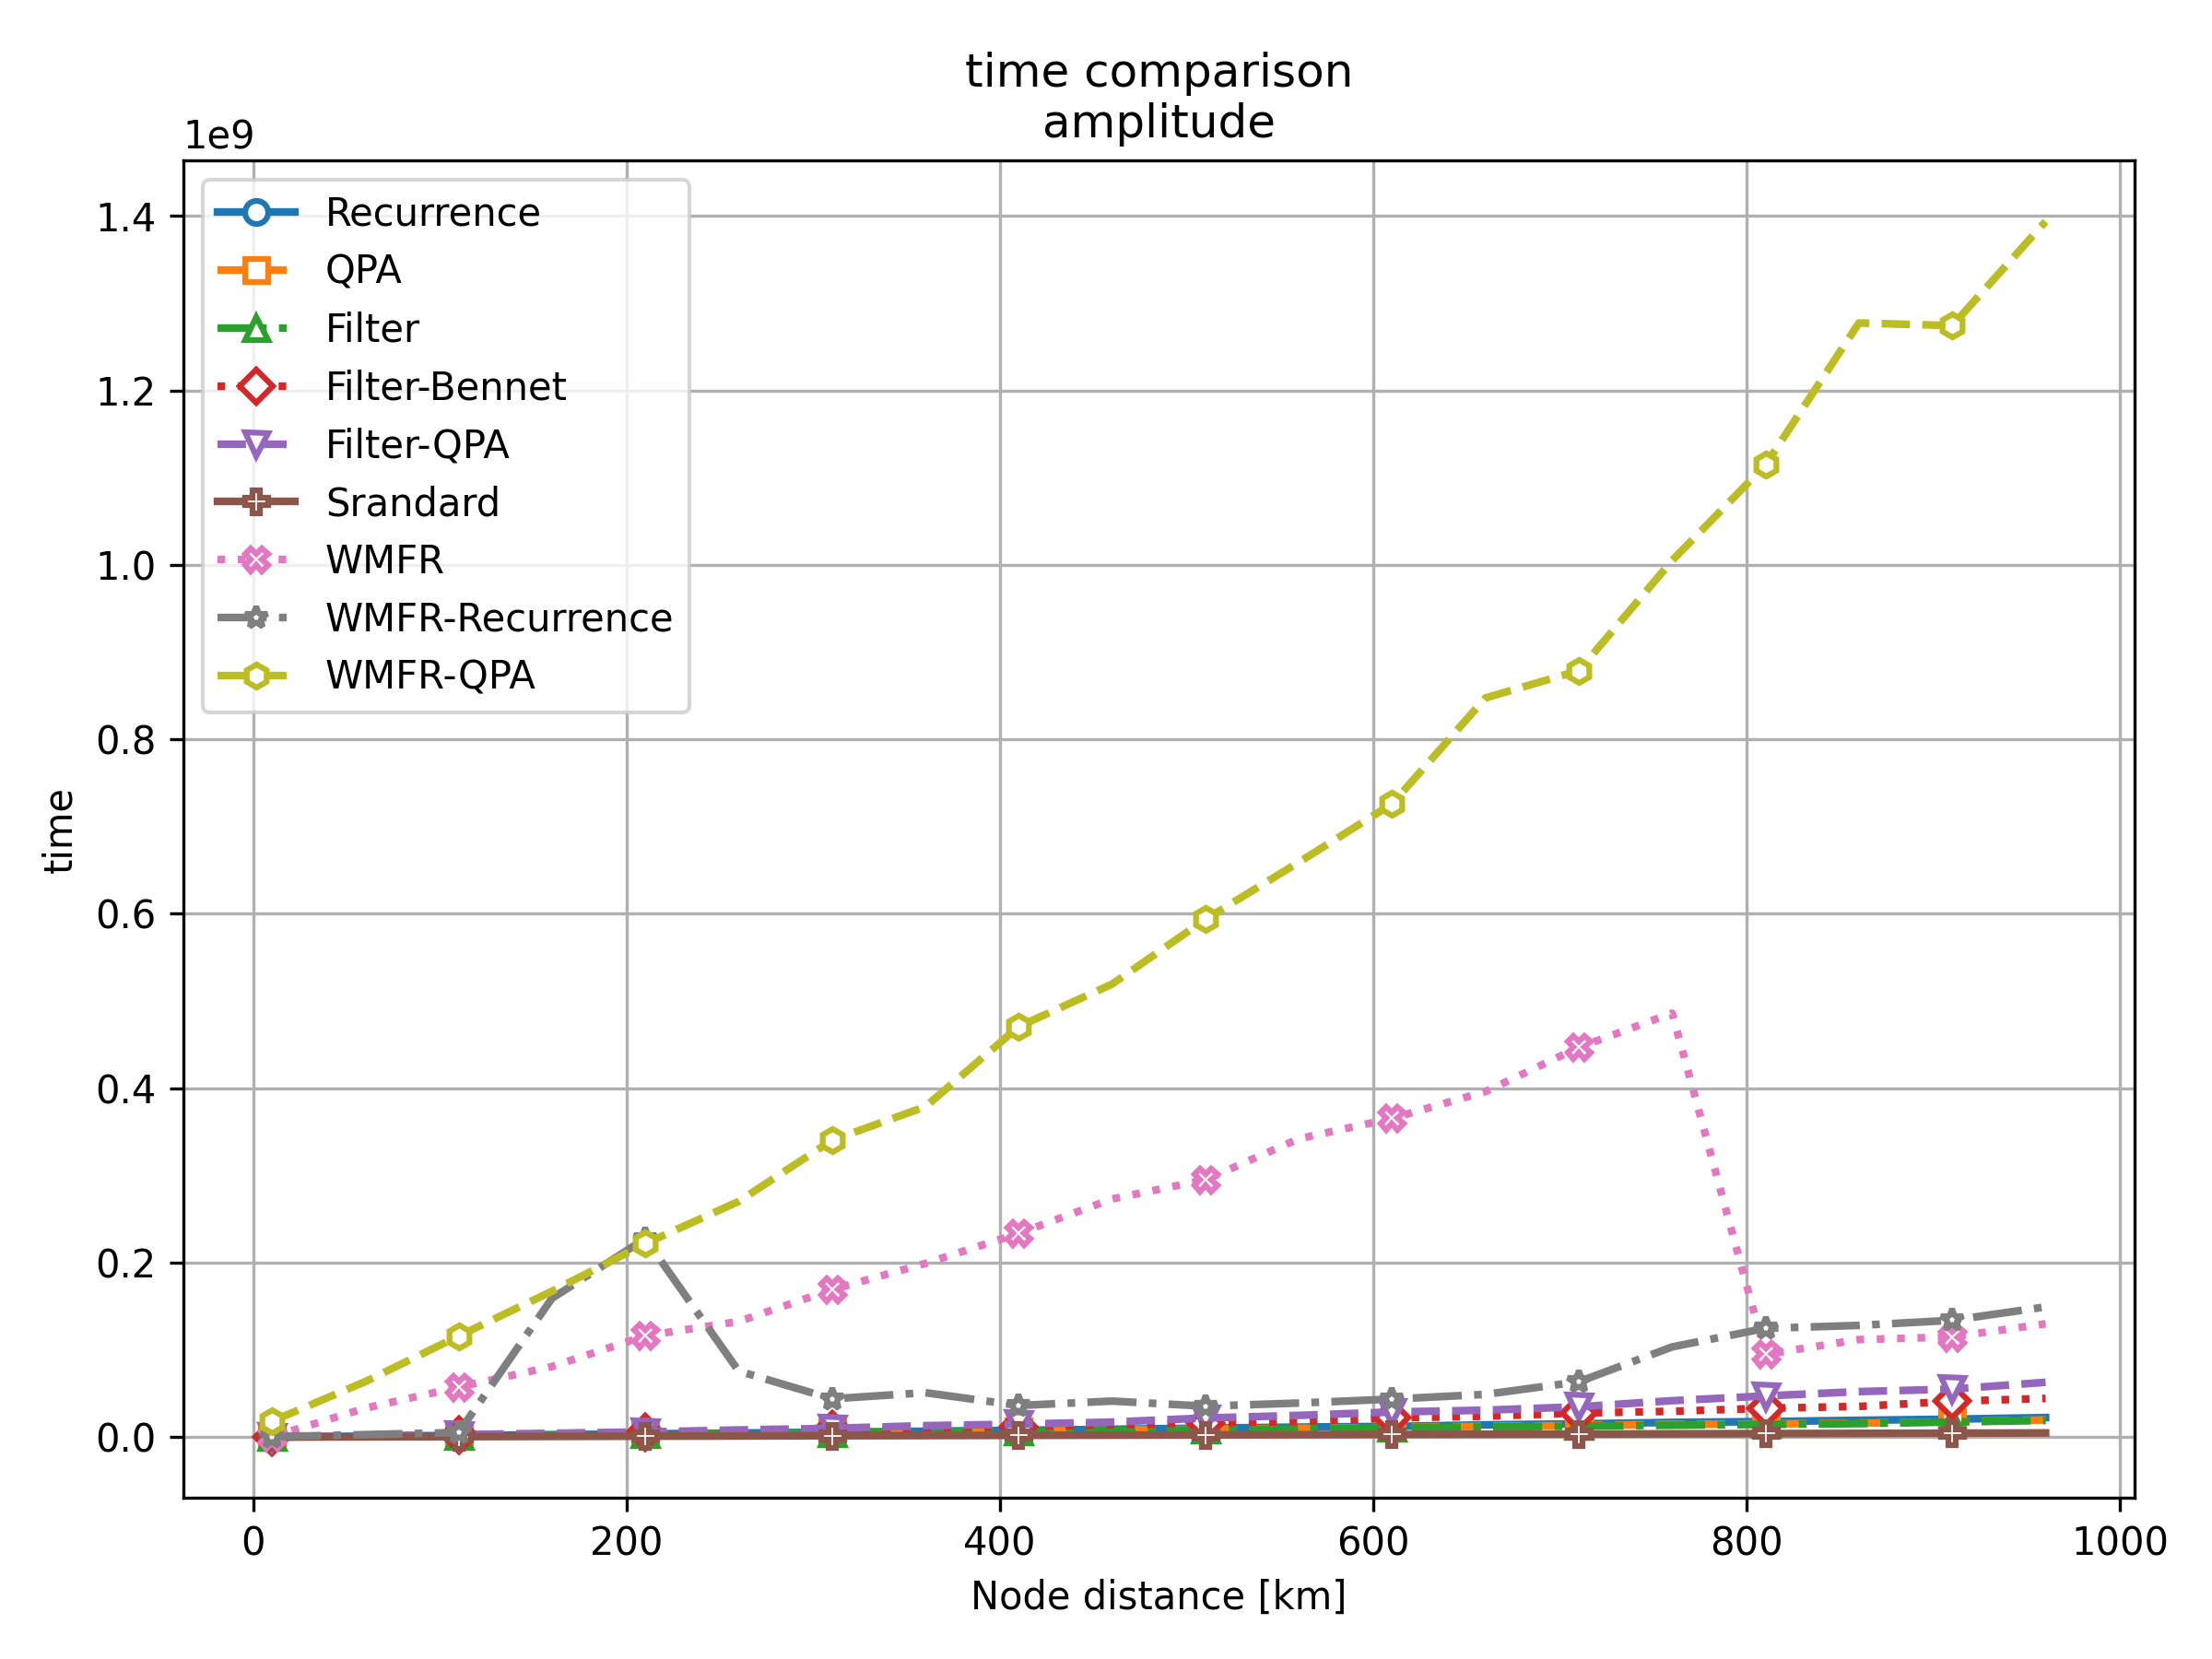 time comparison
amplitude
1e9
1.4
1.2
1.0
0.8
0.6
0.4
0.2
0.0
time
Recurrence
QPA
Filter
Filter-Bennet
Filter-QPA
Srandard
WMFR
WMFR-Recurrence
WMFR-QPA
0 200 400 600 800 1000
Node distance [km]